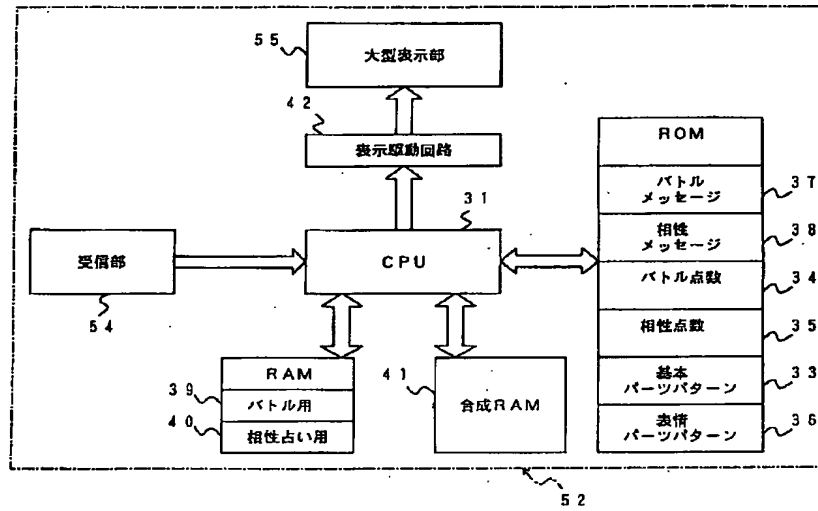 55
大型表示部
42
表示駆動回路
31
CPU
受信部
54
ROM
バトル
メッセージ
37
相性
メッセージ
38
バトル点数
34
相性点数
35
基本
パーツパターン
33
表情
パーツパターン
36
RAM
39
バトル用
40
相性占い用
41
合成RAM
52